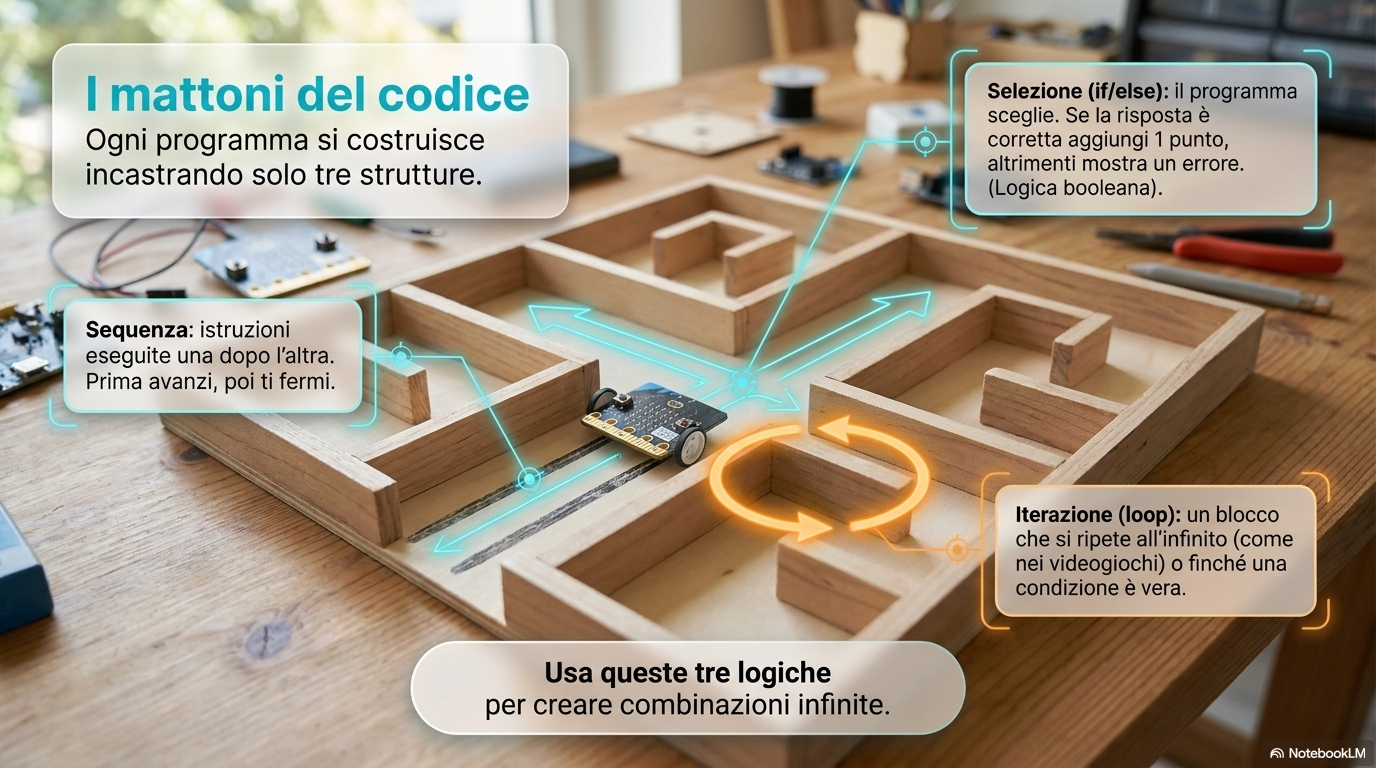 I mattoni del codice
Ogni programma si costruisce
incastrando solo tre strutture.
Selezione (if/else): il programma
sceglie. Se la risposta è
corretta aggiungi 1 punto,
altrimenti mostra un errore.
(Logica booleana).
Sequenza: istruzioni
eseguite una dopo l'altra.
Prima avanzi, poi ti fermi.
Iterazione (loop): un blocco
che si ripete all'infinito (come
nei videogiochi) o finché una
condizione è vera.
Usa queste tre logiche
per creare combinazioni infinite.
NotebookLM